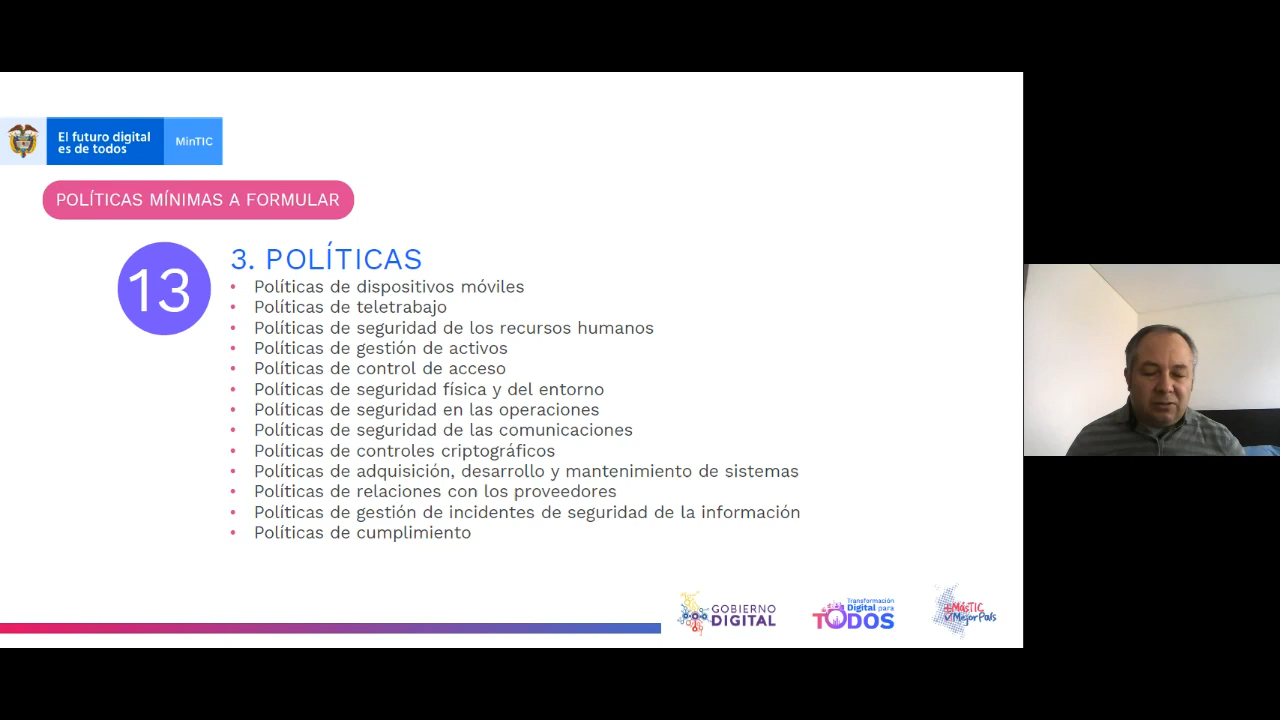 El futuro digital
es de todos
MinTIC
POLÍTICAS MÍNIMAS A FORMULAR
13
3. POLÍTICAS
• Políticas de dispositivos móviles
• Políticas de teletrabajo
• Políticas de seguridad de los recursos humanos
• Políticas de gestión de activos
• Políticas de control de acceso
• Políticas de seguridad física y del entorno
• Políticas de seguridad en las operaciones
• Políticas de seguridad de las comunicaciones
• Políticas de controles criptográficos
• Políticas de adquisición, desarrollo y mantenimiento de sistemas
• Políticas de relaciones con los proveedores
• Políticas de gestión de incidentes de seguridad de la información
• Políticas de cumplimiento
GOBIERNO
DIGITAL
Transformación
Digital para
TODOS
+MásTIC
✓MejorPaís